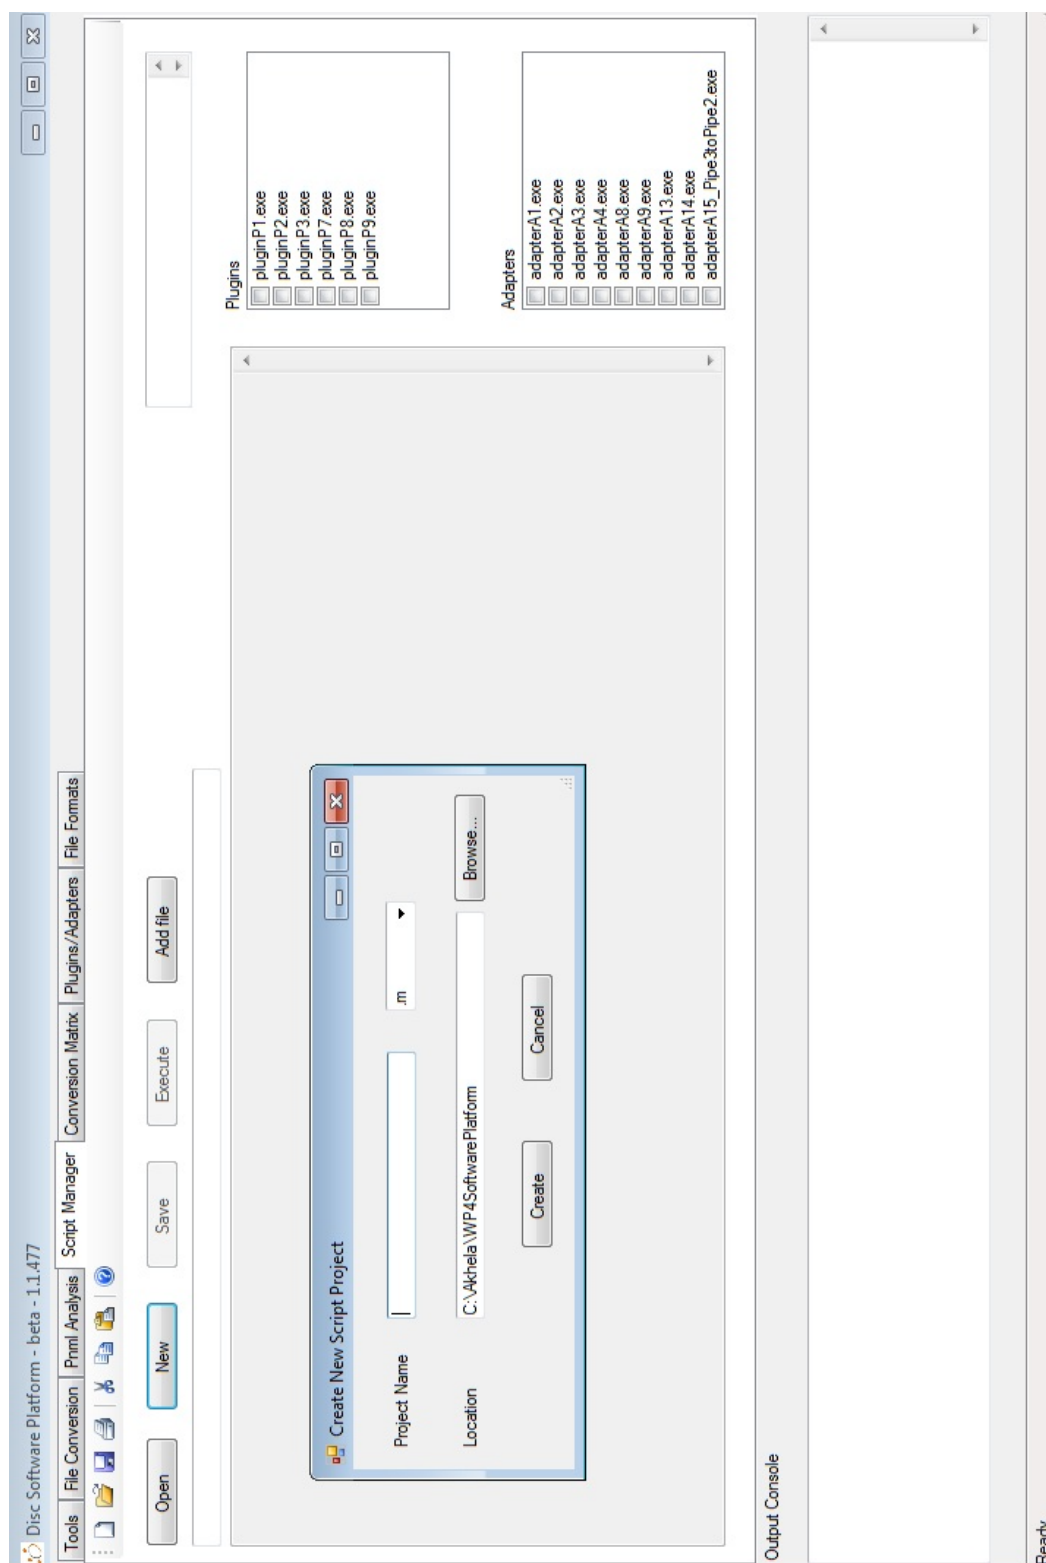 Disc Software Platform - beta - 1.1.477
Tools File Conversion Pnml Analysis Script Manager Conversion Matrix Plugins/Adapters File Formats
Open New Save Execute Add file
Plugins
pluginP1.exe
pluginP2.exe
pluginP3.exe
pluginP7.exe
pluginP8.exe
pluginP9.exe
Create New Script Project
Project Name .m
Location C:\Akhela\WP4SoftwarePlatform Browse...
Create Cancel
Adapters
adapterA1.exe
adapterA2.exe
adapterA3.exe
adapterA4.exe
adapterA8.exe
adapterA9.exe
adapterA13.exe
adapterA14.exe
adapterA15_Pipe3toPipe2.exe
Output Console
Ready